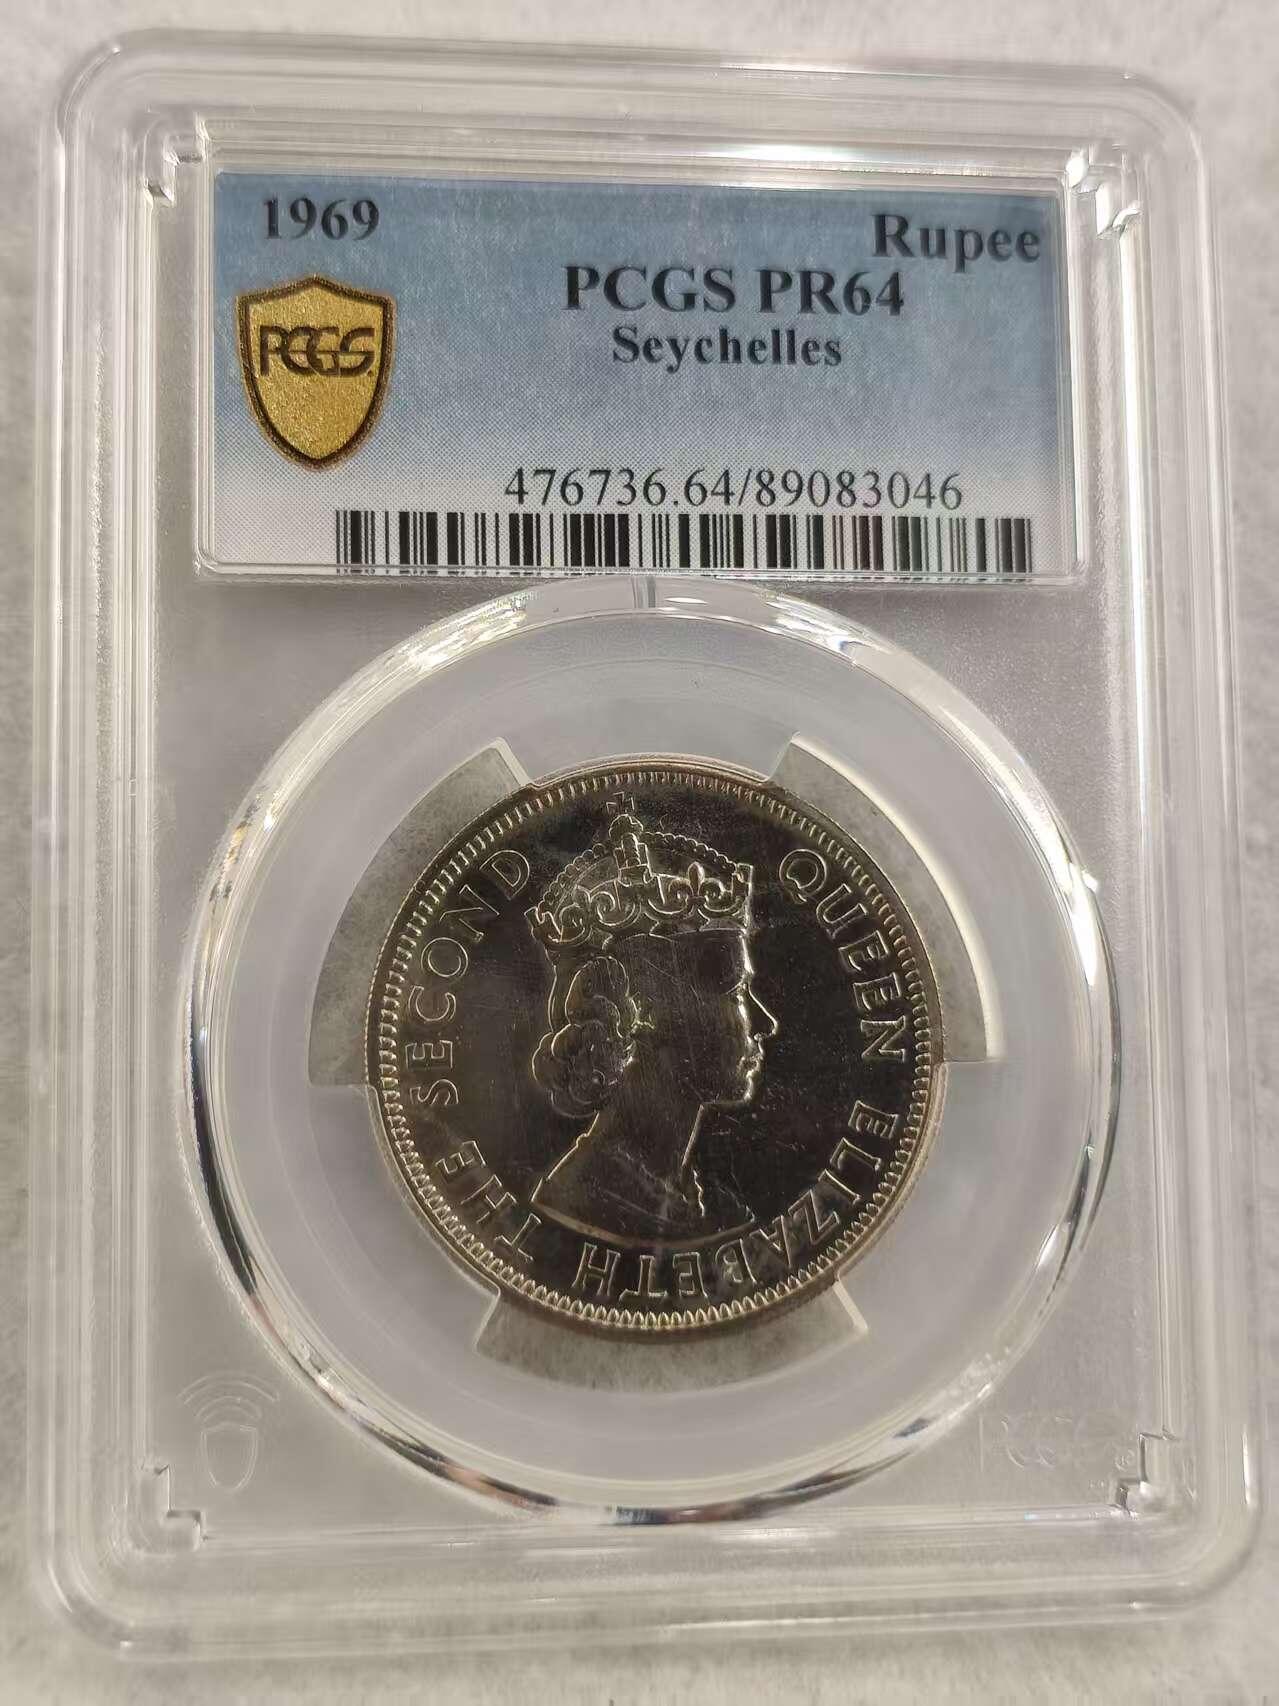 1969
Rupee
PCGS PR64
Seychelles
PCGS
476736.64/89083046
QUEEN ELIZABETH THE SECOND